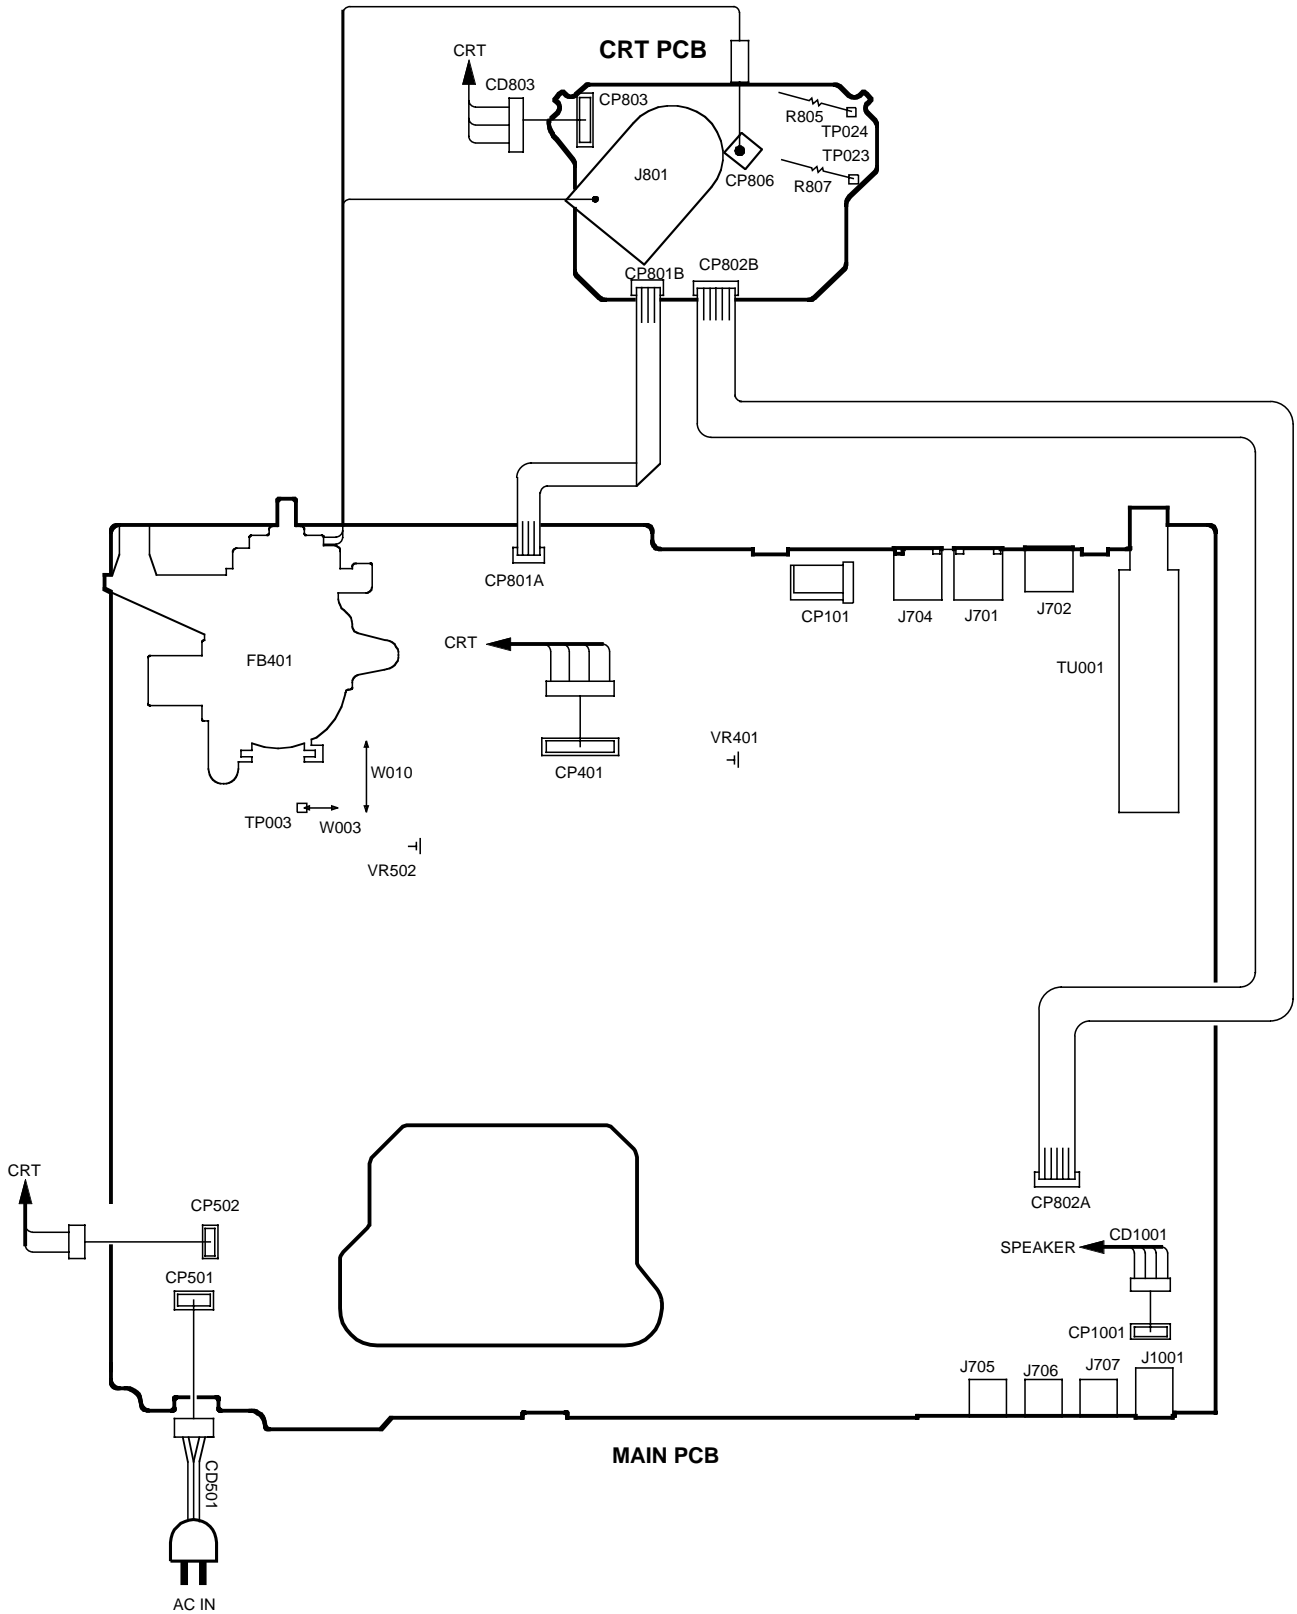 CRT PCB
CRT
CD803
CP803
R805
TP024
TP023
J801
CP806
R807
CP801B
CP802B
CP801A
CP101
J704
J701
J702
CRT
FB401
TU001
VR401
CP401
W010
TP003
W003
VR502
CRT
CP502
CP802A
CD1001
SPEAKER
CP501
CP1001
J1001
J705
J706
J707
MAIN PCB
CD501
AC IN